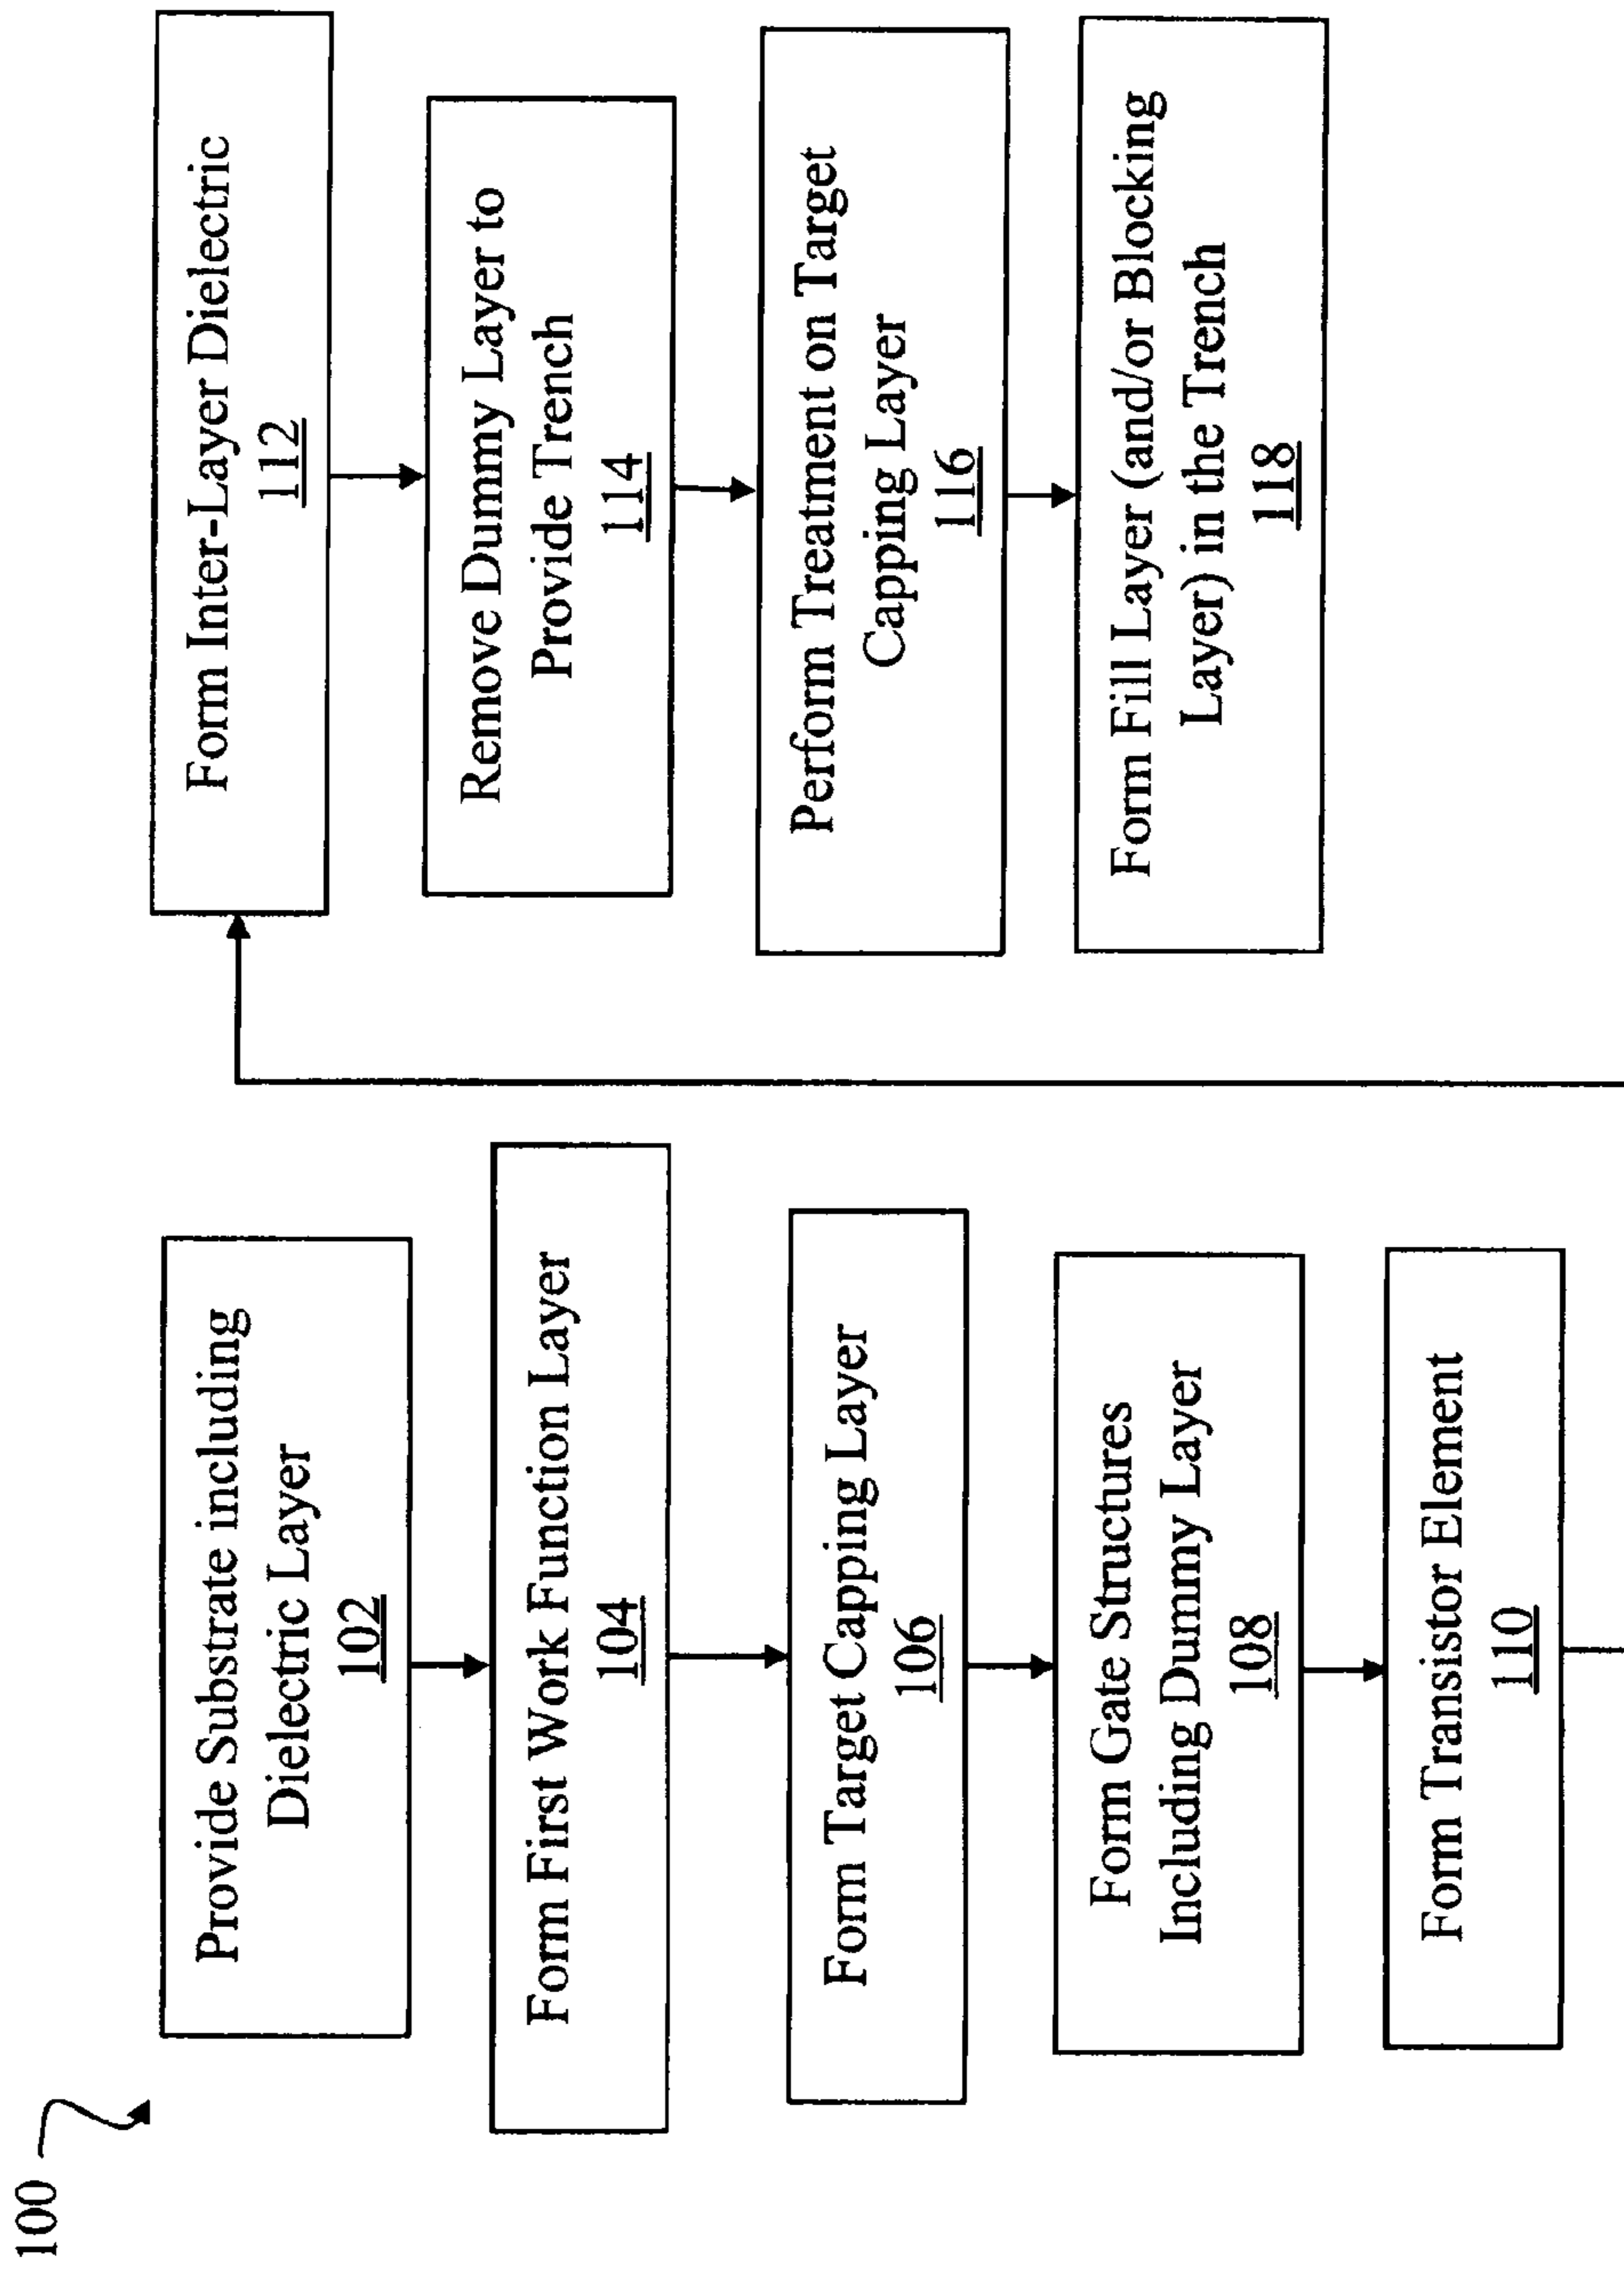 100
Provide Substrate including
Dielectric Layer
102
Form First Work Function Layer
104
Form Target Capping Layer
106
Form Gate Structures
Including Dummy Layer
108
Form Transistor Element
110
Form Inter-Layer Dielectric
112
Remove Dummy Layer to
Provide Trench
114
Perform Treatment on Target
Capping Layer
116
Form Fill Layer (and/or Blocking
Layer) in the Trench
118